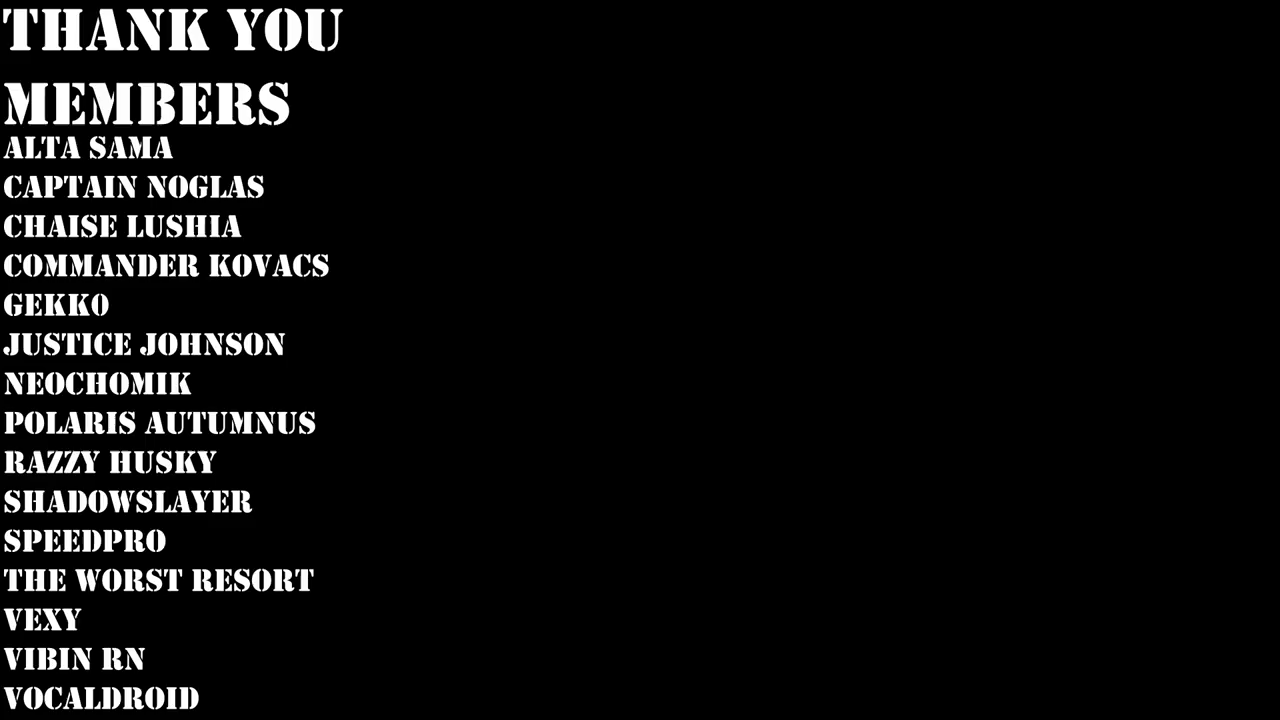 THANK YOU
MEMBERS
ALTA SAMA
CAPTAIN NOGLAS
CHAISE LUSHIA
COMMANDER KOVACS
GEKKO
JUSTICE JOHNSON
NEOCHOMIK
POLARIS AUTUMNUS
RAZZY HUSKY
SHADOWSLAYER
SPEEDPRO
THE WORST RESORT
VEXY
VIBIN RN
VOCALDROID